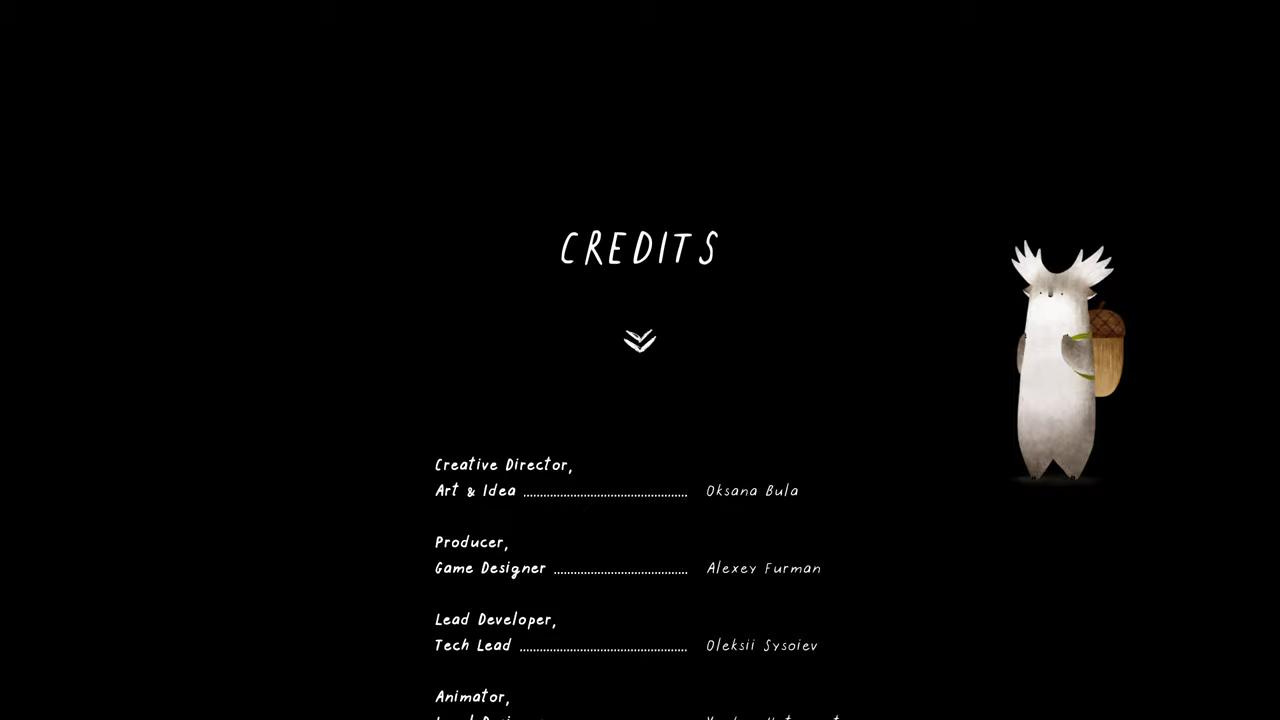 CREDITS
Creative Director,
Art & Idea ........................................................ Oksana Bula
Producer,
Game Designer ............................................. Alexey Furman
Lead Developer,
Tech Lead ......................................................... Oleksii Sysoiev
Animator,